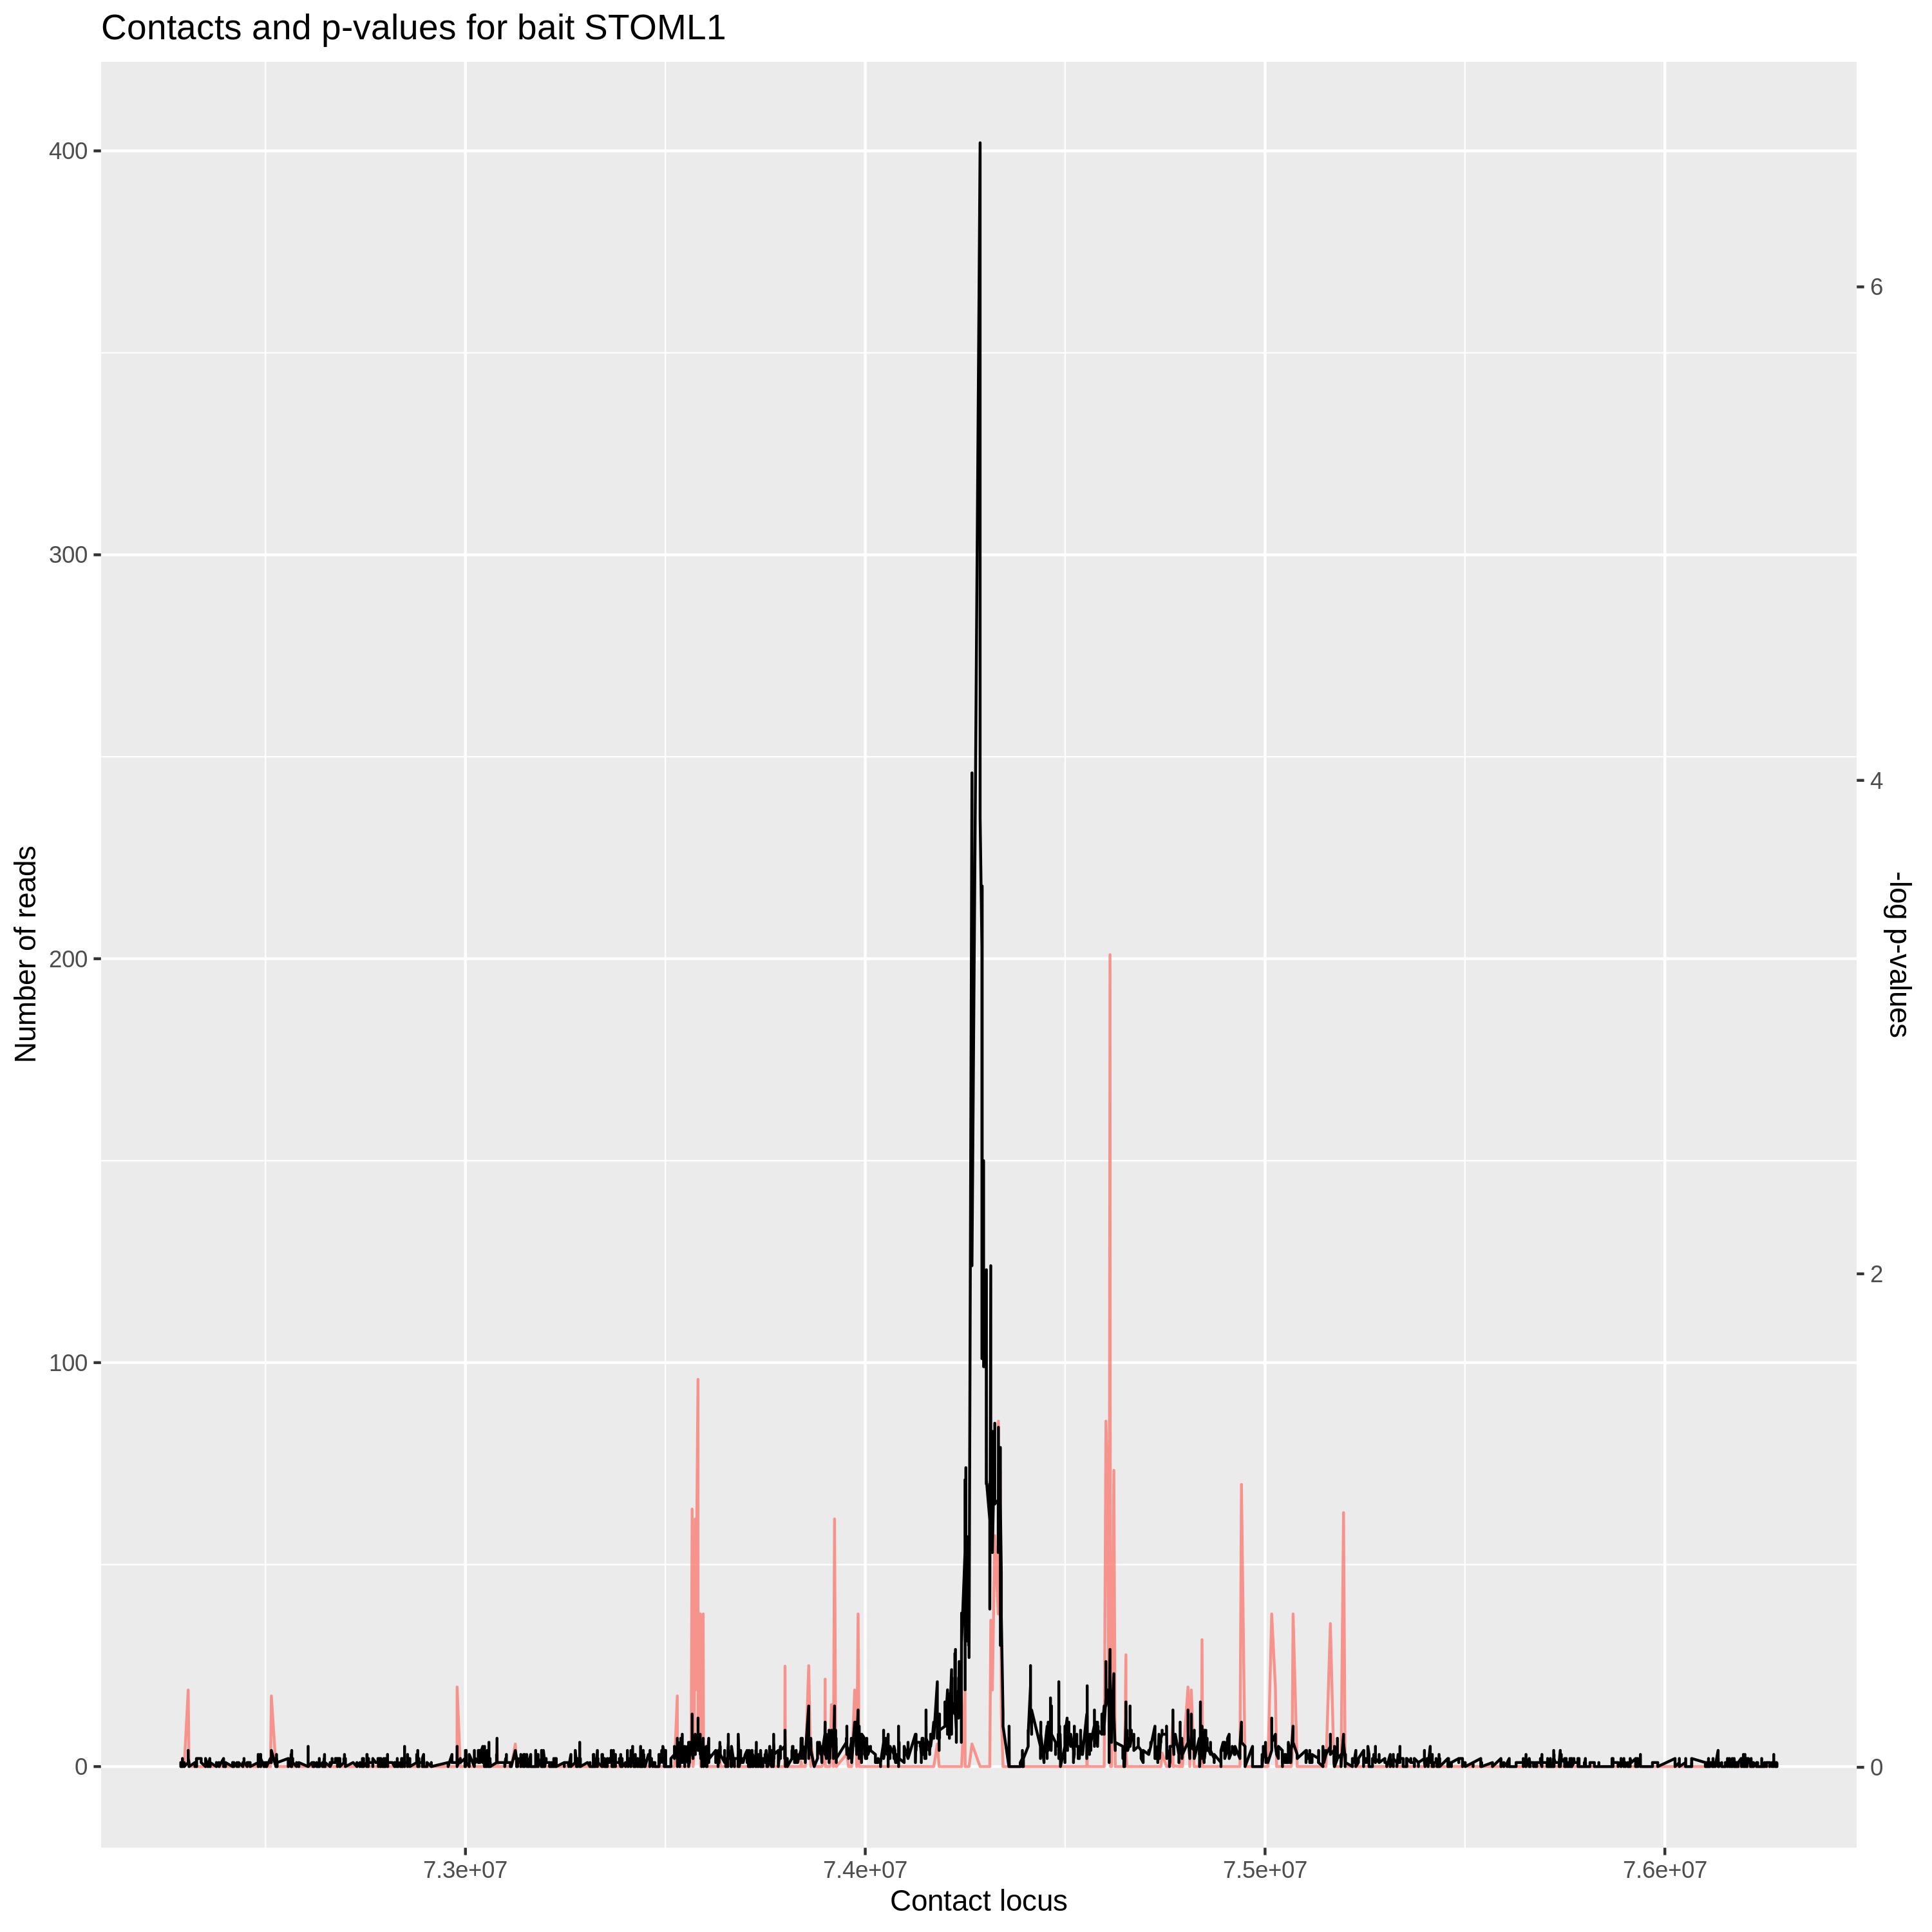 Contacts and p-values for bait STOML1
400
300
200
100
0
Number of reads
6
4
2
0
-log p-values
7.3e+07
7.4e+07
7.5e+07
7.6e+07
Contact locus